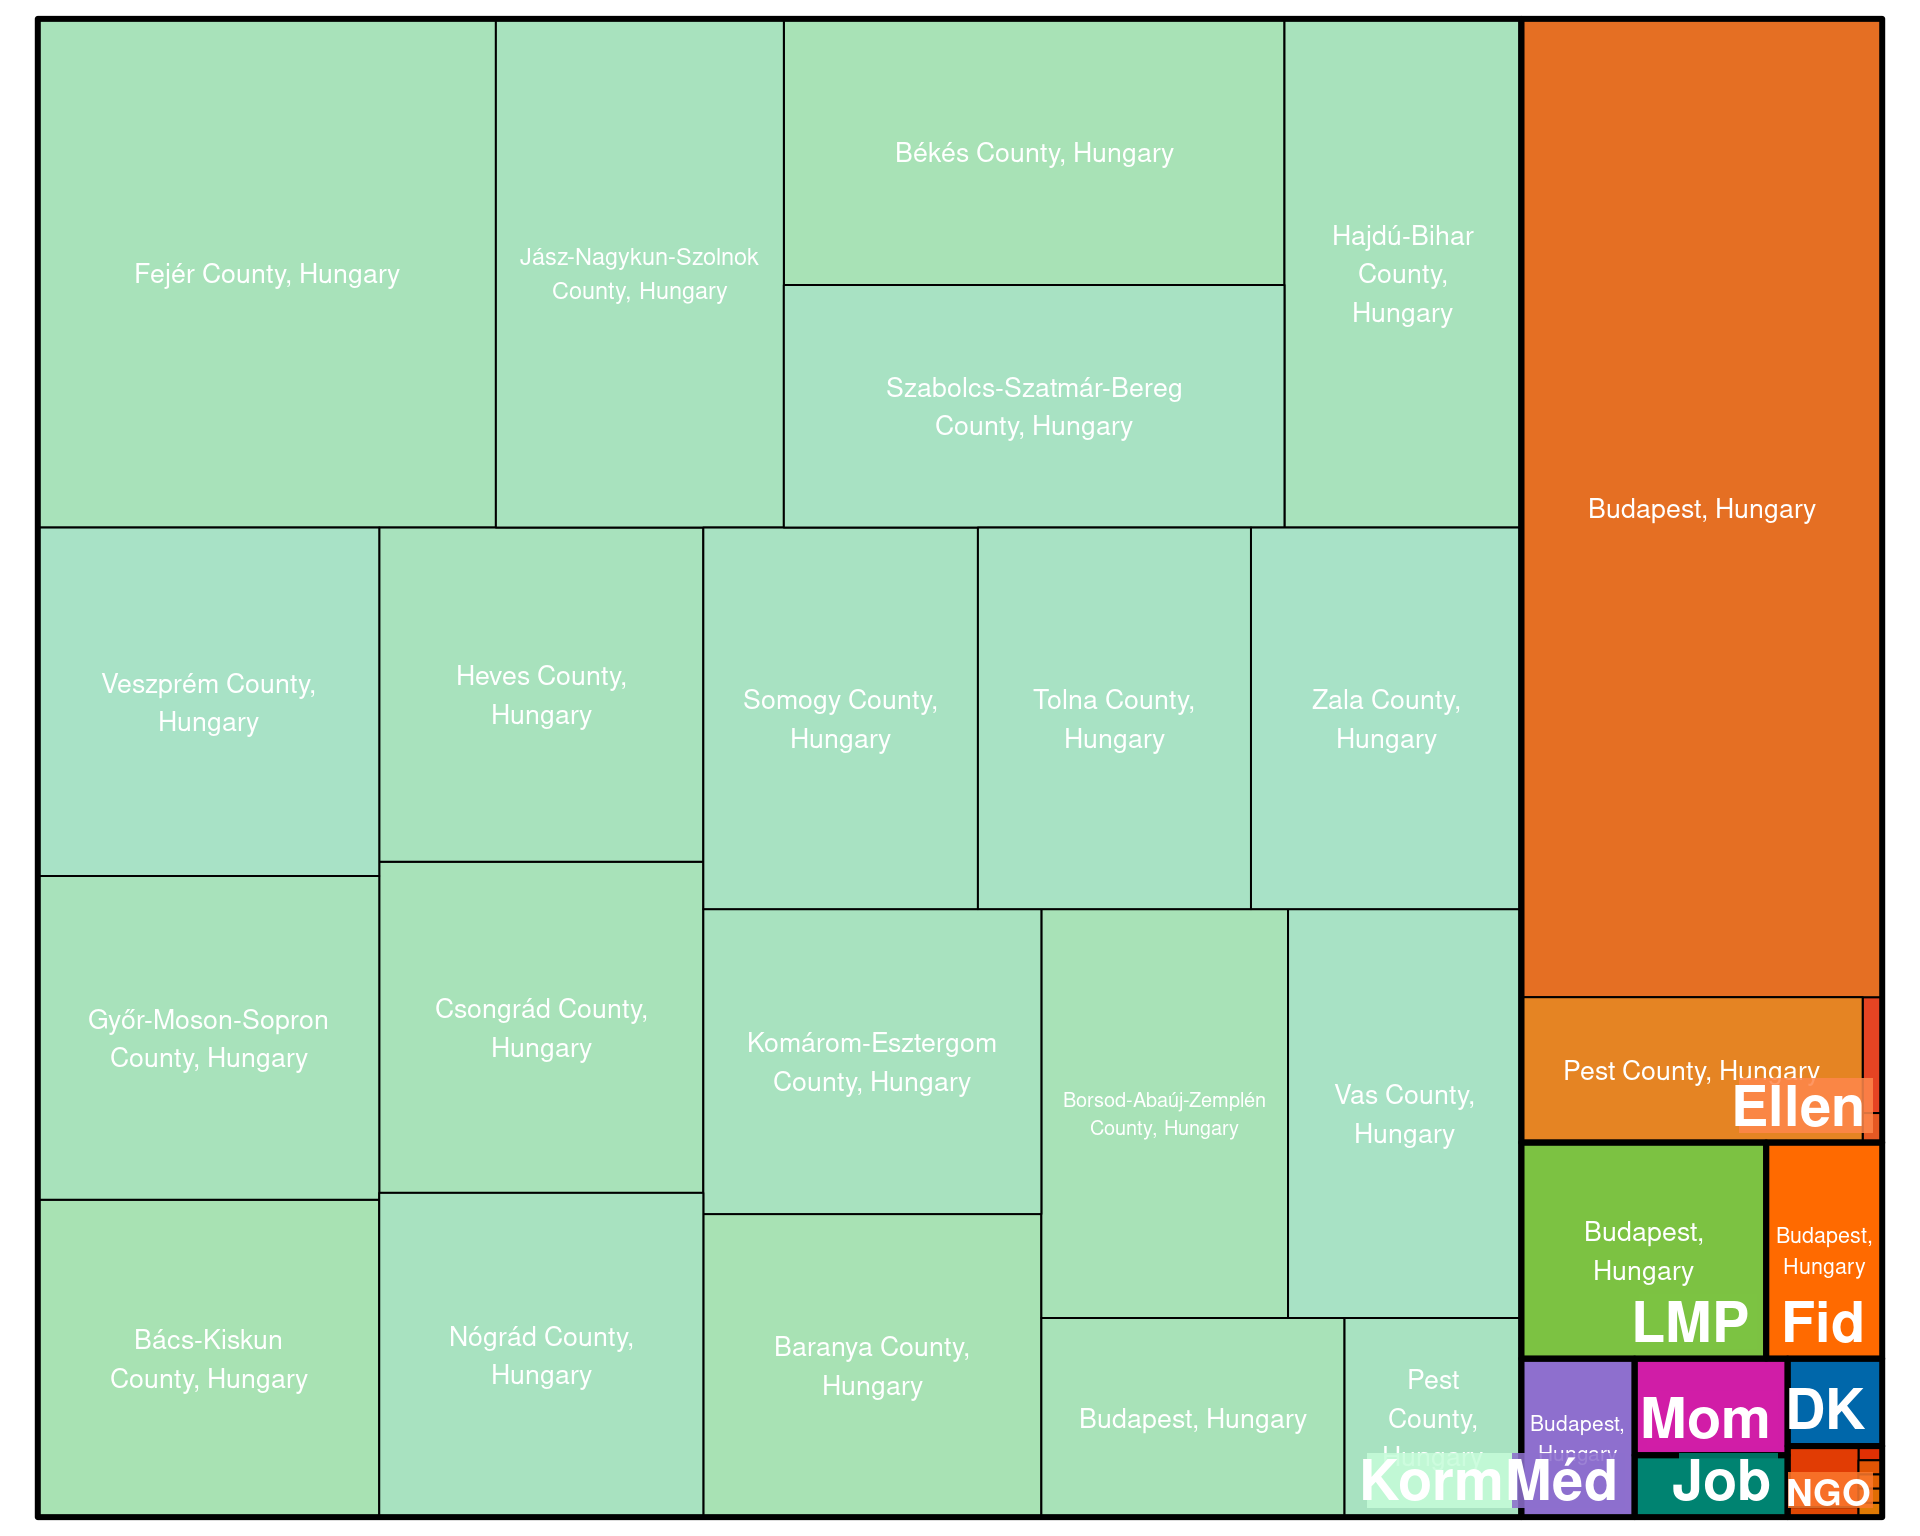 Fejér County, Hungary
Jász-Nagykun-Szolnok
County, Hungary
Békés County, Hungary
Szabolcs-Szatmár-Bereg
County, Hungary
Hajdú-Bihar
County,
Hungary
Budapest, Hungary
Veszprém County,
Hungary
Heves County,
Hungary
Somogy County,
Hungary
Tolna County,
Hungary
Zala County,
Hungary
Győr-Moson-Sopron
County, Hungary
Csongrád County,
Hungary
Komárom-Esztergom
County, Hungary
Borsod-Abaúj-Zemplén
County, Hungary
Vas County,
Hungary
Pest County, Hungary
Ellen
Bács-Kiskun
County, Hungary
Nógrád County,
Hungary
Baranya County,
Hungary
Budapest, Hungary
Pest
County,
Hungary
Korm
Budapest,
Hungary
LMP
Budapest,
Hungary
Fid
Budapest,
Hungary
Méd
Mom
DK
Job
NGO